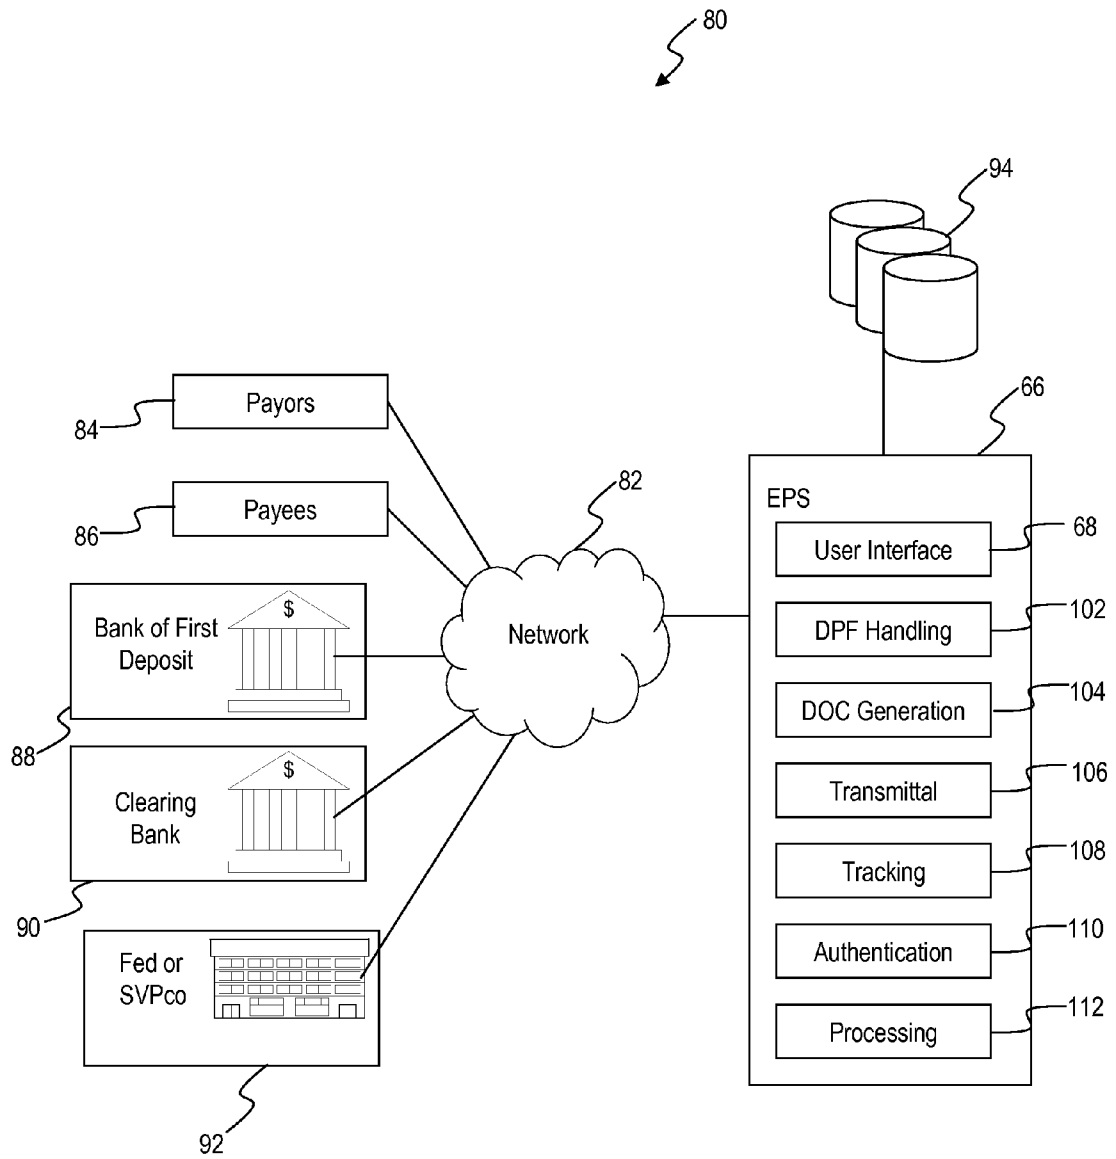 80
94
66
Payors
84
82
Payees
86
EPS
User Interface
68
$
Bank of First
Deposit
88
Network
DPF Handling
102
DOC Generation
104
$
Clearing
Bank
90
Transmittal
106
Tracking
108
Fed or
SVPco
92
Authentication
110
Processing
112